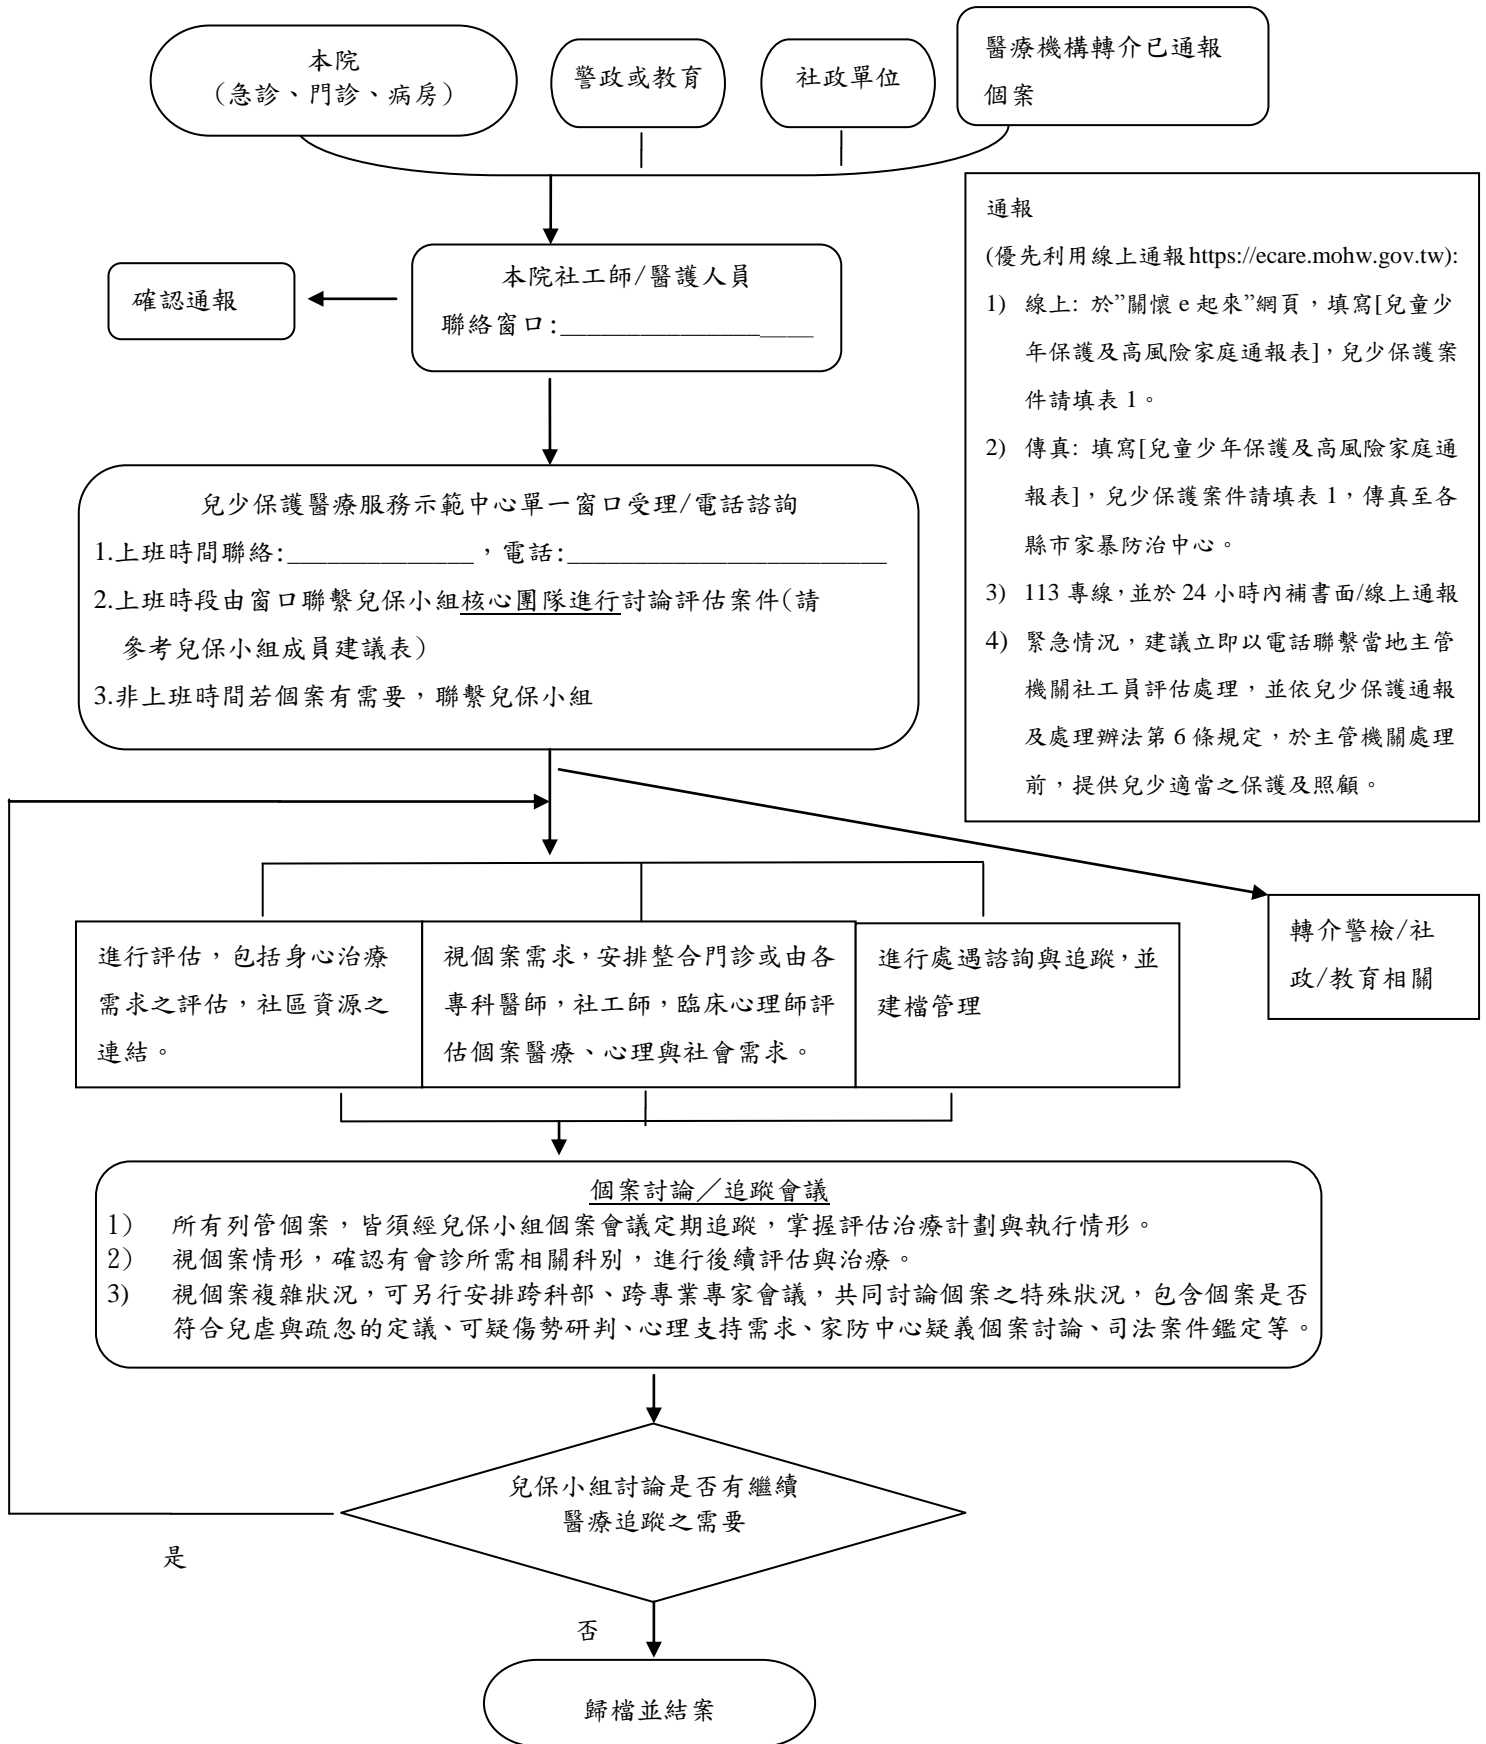 本院
（急診、門診、病房）
警政或教育
社政單位
醫療機構轉介已通報
個案
通報
(優先利用線上通報https://ecare.mohw.gov.tw):
1) 線上: 於”關懷 e 起來”網頁，填寫[兒童少
年保護及高風險家庭通報表]，兒少保護案
件請填表 1。
2) 傳真: 填寫[兒童少年保護及高風險家庭通
報表]，兒少保護案件請填表 1，傳真至各
縣市家暴防治中心。
3) 113 專線，並於 24 小時內補書面/線上通報
4) 緊急情況，建議立即以電話聯繫當地主管
機關社工員評估處理，並依兒少保護通報
及處理辦法第 6 條規定，於主管機關處理
前，提供兒少適當之保護及照顧。
確認通報
本院社工師/醫護人員
聯絡窗口:___________________
兒少保護醫療服務示範中心單一窗口受理/電話諮詢
1.上班時間聯絡:______________，電話:________________________
2.上班時段由窗口聯繫兒保小組核心團隊進行討論評估案件(請
參考兒保小組成員建議表)
3.非上班時間若個案有需要，聯繫兒保小組
轉介警檢/社
政/教育相關
進行評估，包括身心治療
需求之評估，社區資源之
連結。
視個案需求，安排整合門診或由各
專科醫師，社工師，臨床心理師評
估個案醫療、心理與社會需求。
進行處遇諮詢與追蹤，並
建檔管理
個案討論／追蹤會議
1) 所有列管個案，皆須經兒保小組個案會議定期追蹤，掌握評估治療計劃與執行情形。
2) 視個案情形，確認有會診所需相關科別，進行後續評估與治療。
3) 視個案複雜狀況，可另行安排跨科部、跨專業專家會議，共同討論個案之特殊狀況，包含個案是否
符合兒虐與疏忽的定議、可疑傷勢研判、心理支持需求、家防中心疑義個案討論、司法案件鑑定等。
兒保小組討論是否有繼續
醫療追蹤之需要
是
否
歸檔並結案